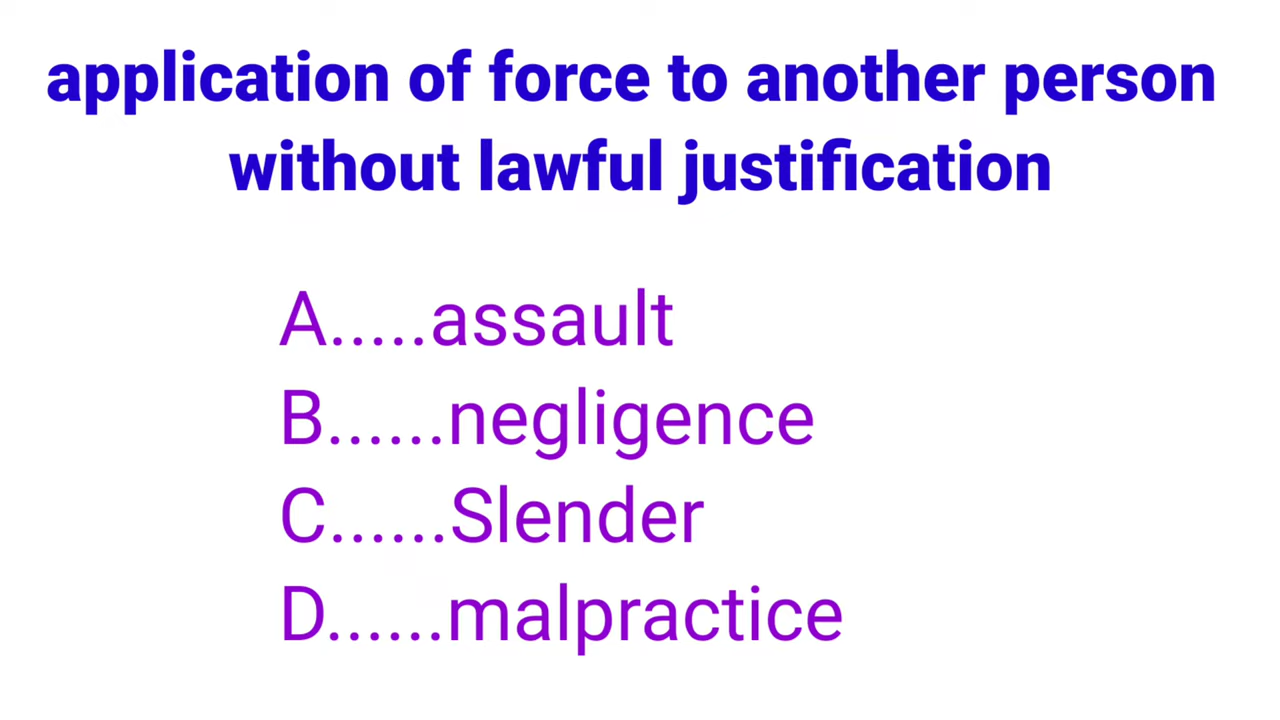 application of force to another person
without lawful justification
A.....assault
B......negligence
C......Slender
D......malpractice